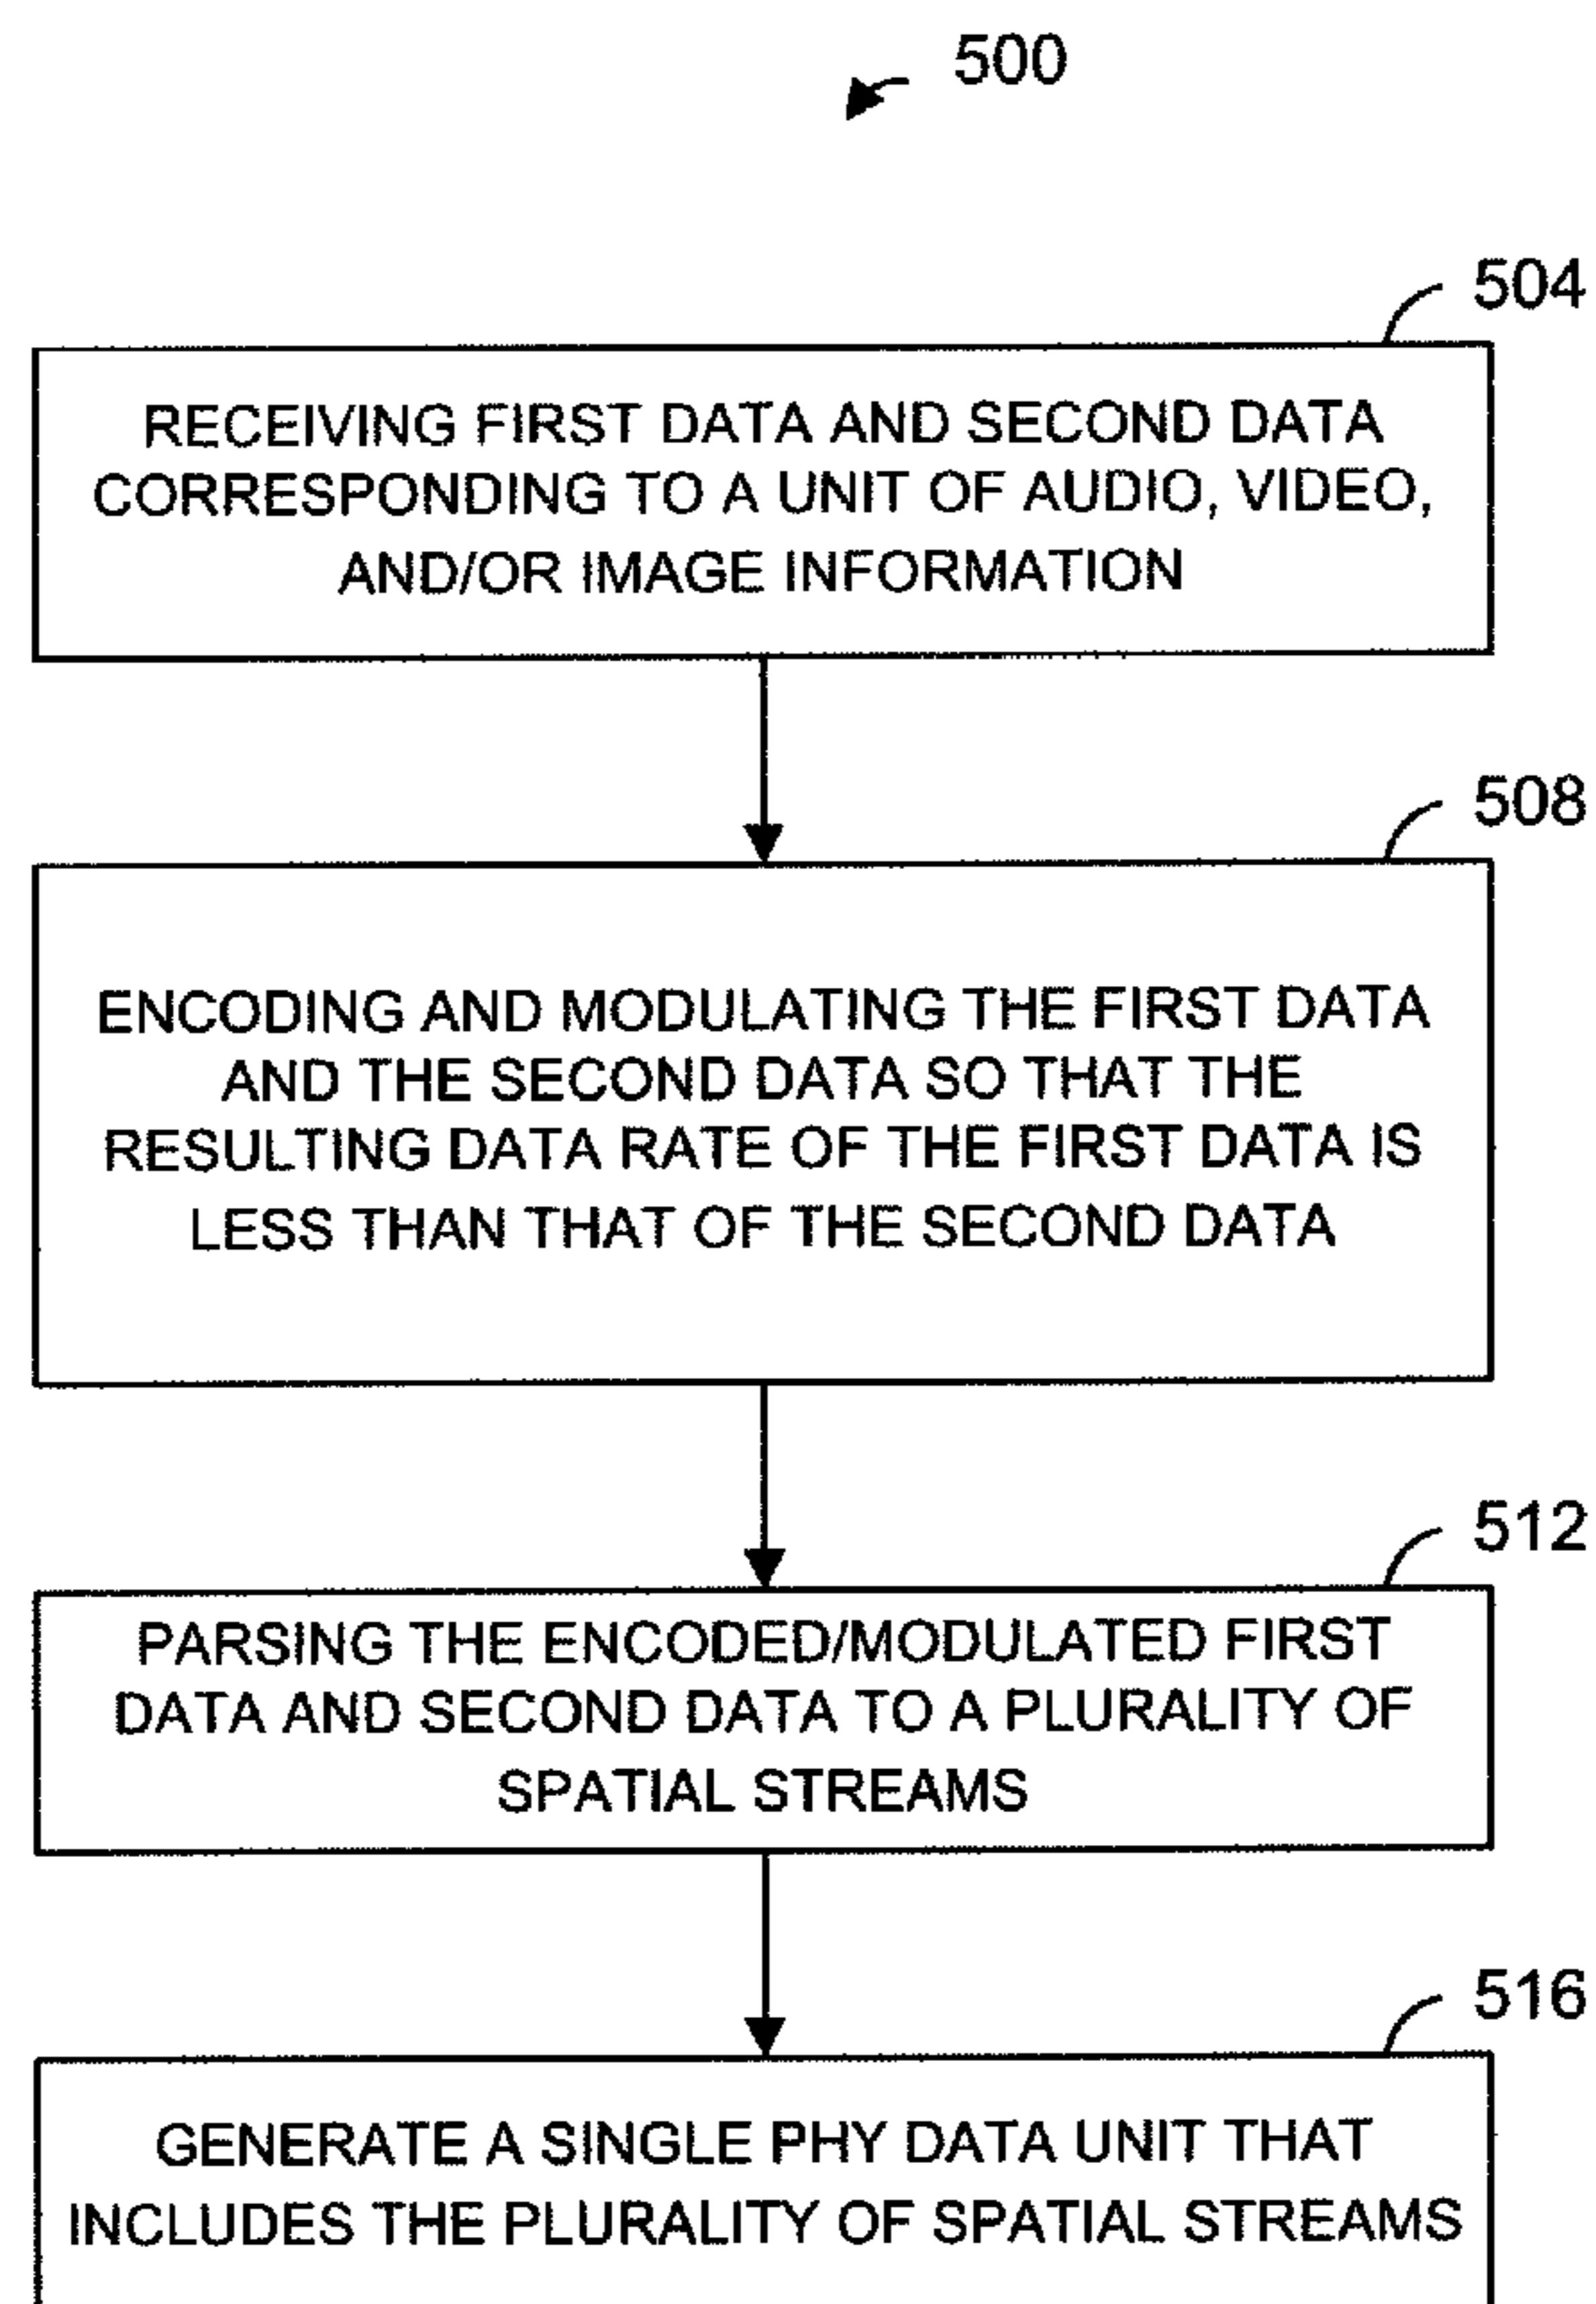 500
504
RECEIVING FIRST DATA AND SECOND DATA
CORRESPONDING TO A UNIT OF AUDIO, VIDEO,
AND/OR IMAGE INFORMATION
508
ENCODING AND MODULATING THE FIRST DATA
AND THE SECOND DATA SO THAT THE
RESULTING DATA RATE OF THE FIRST DATA IS
LESS THAN THAT OF THE SECOND DATA
512
PARSING THE ENCODED/MODULATED FIRST
DATA AND SECOND DATA TO A PLURALITY OF
SPATIAL STREAMS
516
GENERATE A SINGLE PHY DATA UNIT THAT
INCLUDES THE PLURALITY OF SPATIAL STREAMS